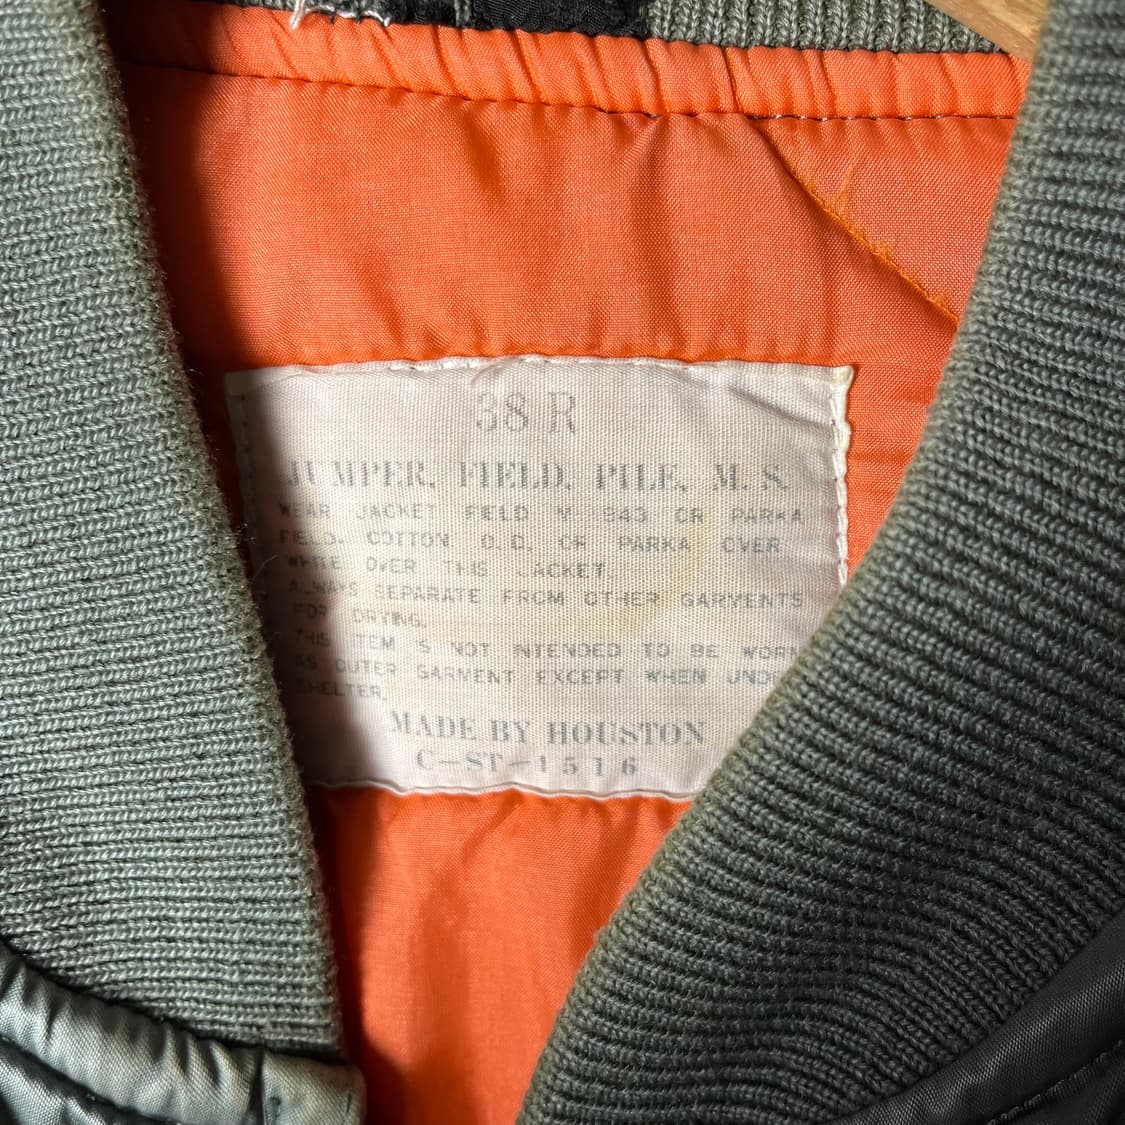 38 R
JUMPER, FIELD, PILE, M. S.
WEAR JACKET FIELD M 943 OR PARKA
FIELD. COTTON O.D. OR PARKA OVER
WHITE OVER THIS JACKET.
ALWAYS SEPARATE FROM OTHER GARMENTS
FOR DRYING.
THIS ITEM IS NOT INTENDED TO BE WORN
AS OUTER GARMENT EXCEPT WHEN UND
SHELTER.
MADE BY HOUSTON
C-ST-1516